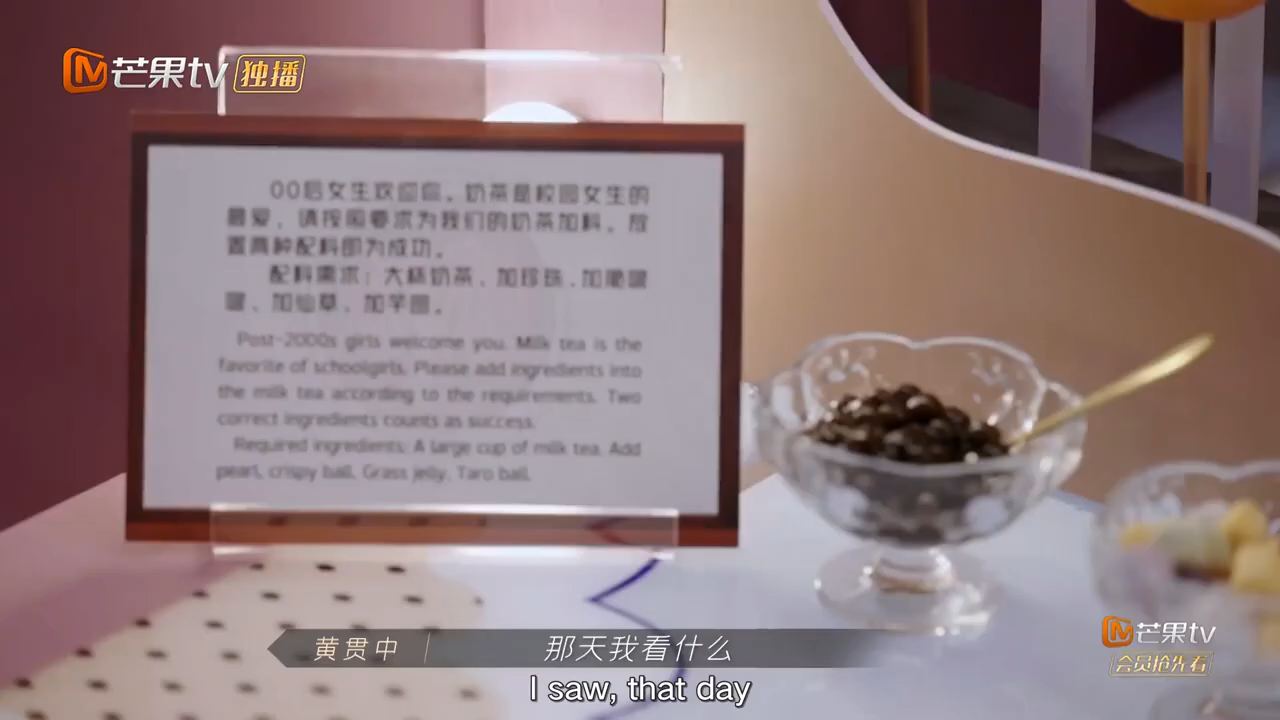 芒果tv 独播
00后女生欢迎你。奶茶是校园女生的
最爱。请按照要求为我们的奶茶加料。放
置两种配料即为成功。
配料需求：大杯奶茶、加珍珠、加脆啵
啵、加仙草、加芋圆。
Post-2000s girls welcome you. Milk tea is the
favorite of schoolgirls. Please add ingredients into
the milk tea according to the requirements. Two
correct ingredients counts as success.
Required ingredients: A large cup of milk tea. Add
pearl, crispy ball, Grass jelly, Taro ball.
芒果tv
会员抢先看
黄贯中 那天我看什么
I saw, that day